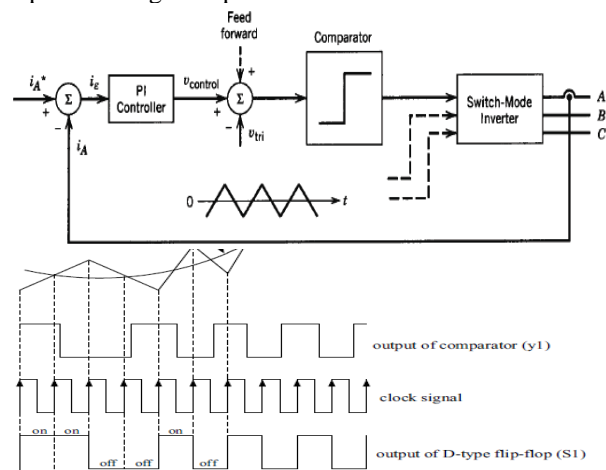 Feed
forward
Comparator
i_A*
i_ε
v_control
Σ
PI
Controller
Σ
Switch-Mode
Inverter
A
B
C
+
−
+
+
−
i_A
v_tri
0
t
output of comparator (y1)
clock signal
on on on
off off off
output of D-type flip-flop (S1)